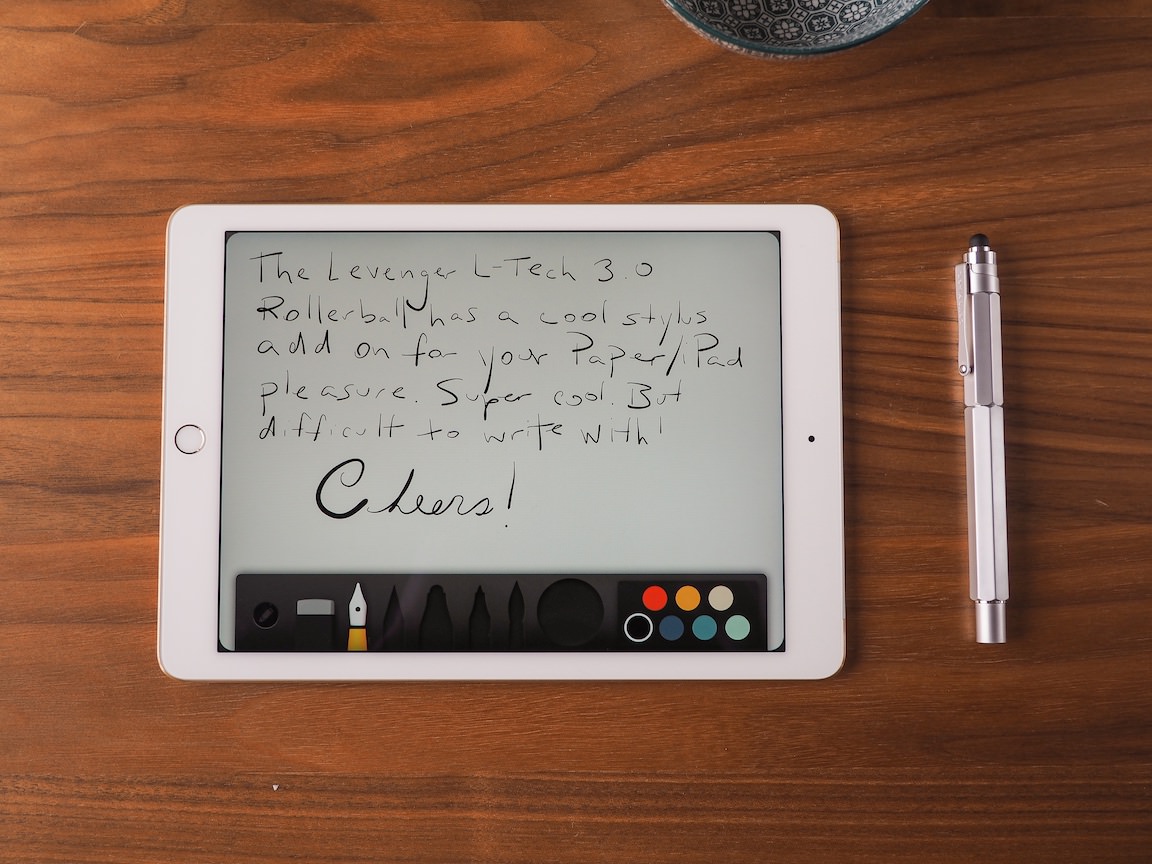 The Levenger L-Tech 3.0
Rollerball has a cool stylus
add on for your Paper/iPad
pleasure. Super cool. But
difficult to write with!
Cheers!